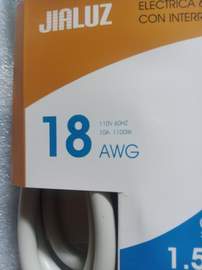 JIALUZ
ELECTRICA
CON INTERR
18
110V 60HZ
10A 1100W
AWG
1.5